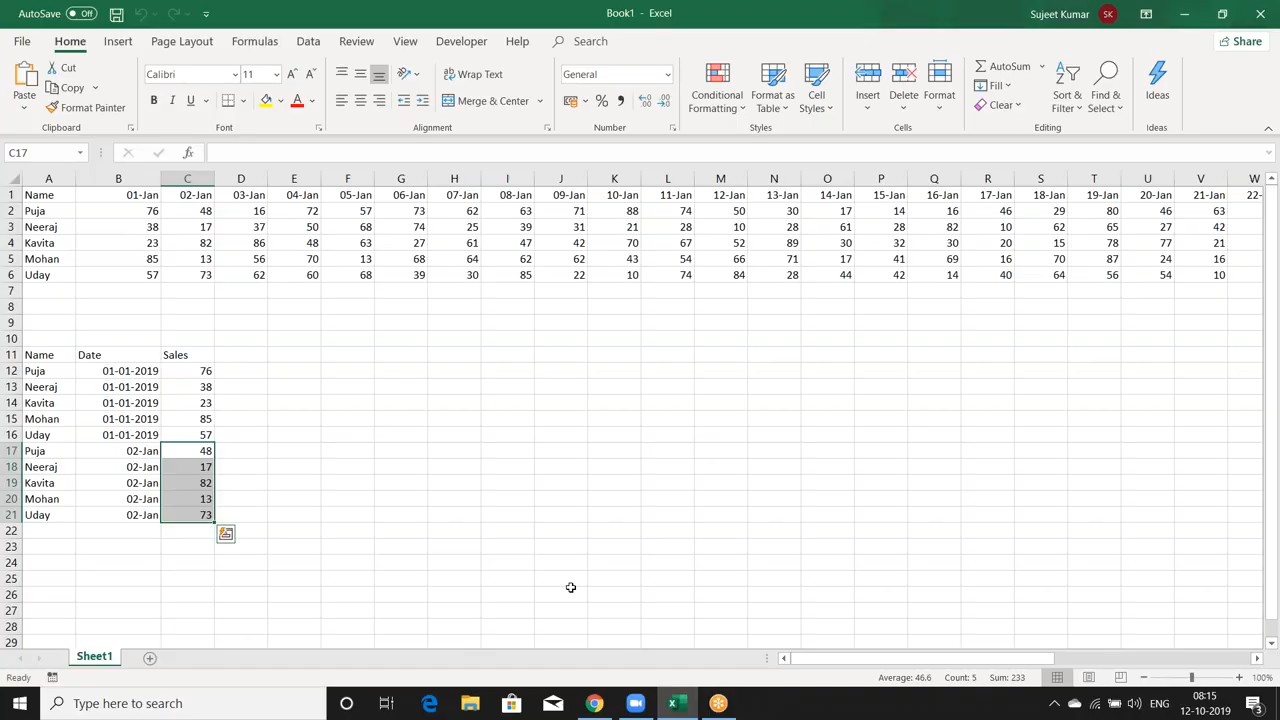 AutoSave Off Book1 - Excel Sujeet Kumar SK
File Home Insert Page Layout Formulas Data Review View Developer Help Search Share
Paste Cut Copy Format Painter Calibri 11 B I U Wrap Text Merge & Center General Conditional Formatting Format as Table Cell Styles Insert Delete Format AutoSum Fill Clear Sort & Filter Find & Select Ideas
Clipboard Font Alignment Number Styles Cells Editing Ideas
C17 fx
A B C D E F G H I J K L M N O P Q R S T U V W
1 Name 01-Jan 02-Jan 03-Jan 04-Jan 05-Jan 06-Jan 07-Jan 08-Jan 09-Jan 10-Jan 11-Jan 12-Jan 13-Jan 14-Jan 15-Jan 16-Jan 17-Jan 18-Jan 19-Jan 20-Jan 21-Jan 22-
2 Puja 76 48 16 72 57 73 62 63 71 88 74 50 30 17 14 16 46 29 80 46 63
3 Neeraj 38 17 37 50 68 74 25 39 31 21 28 10 28 61 28 82 10 62 65 27 42
4 Kavita 23 82 86 48 63 27 61 47 42 70 67 52 89 30 32 30 20 15 78 77 21
5 Mohan 85 13 56 70 13 68 64 62 62 43 54 66 71 17 41 69 16 70 87 24 16
6 Uday 57 73 62 60 68 39 30 85 22 10 74 84 28 44 42 14 40 64 56 54 10
7
8
9
10
11 Name Date Sales
12 Puja 01-01-2019 76
13 Neeraj 01-01-2019 38
14 Kavita 01-01-2019 23
15 Mohan 01-01-2019 85
16 Uday 01-01-2019 57
17 Puja 02-Jan 48
18 Neeraj 02-Jan 17
19 Kavita 02-Jan 82
20 Mohan 02-Jan 13
21 Uday 02-Jan 73
22
23
24
25
26
27
28
29
Sheet1
Ready Average: 46.6 Count: 5 Sum: 233 100%
Type here to search ENG 08:15
12-10-2019 3